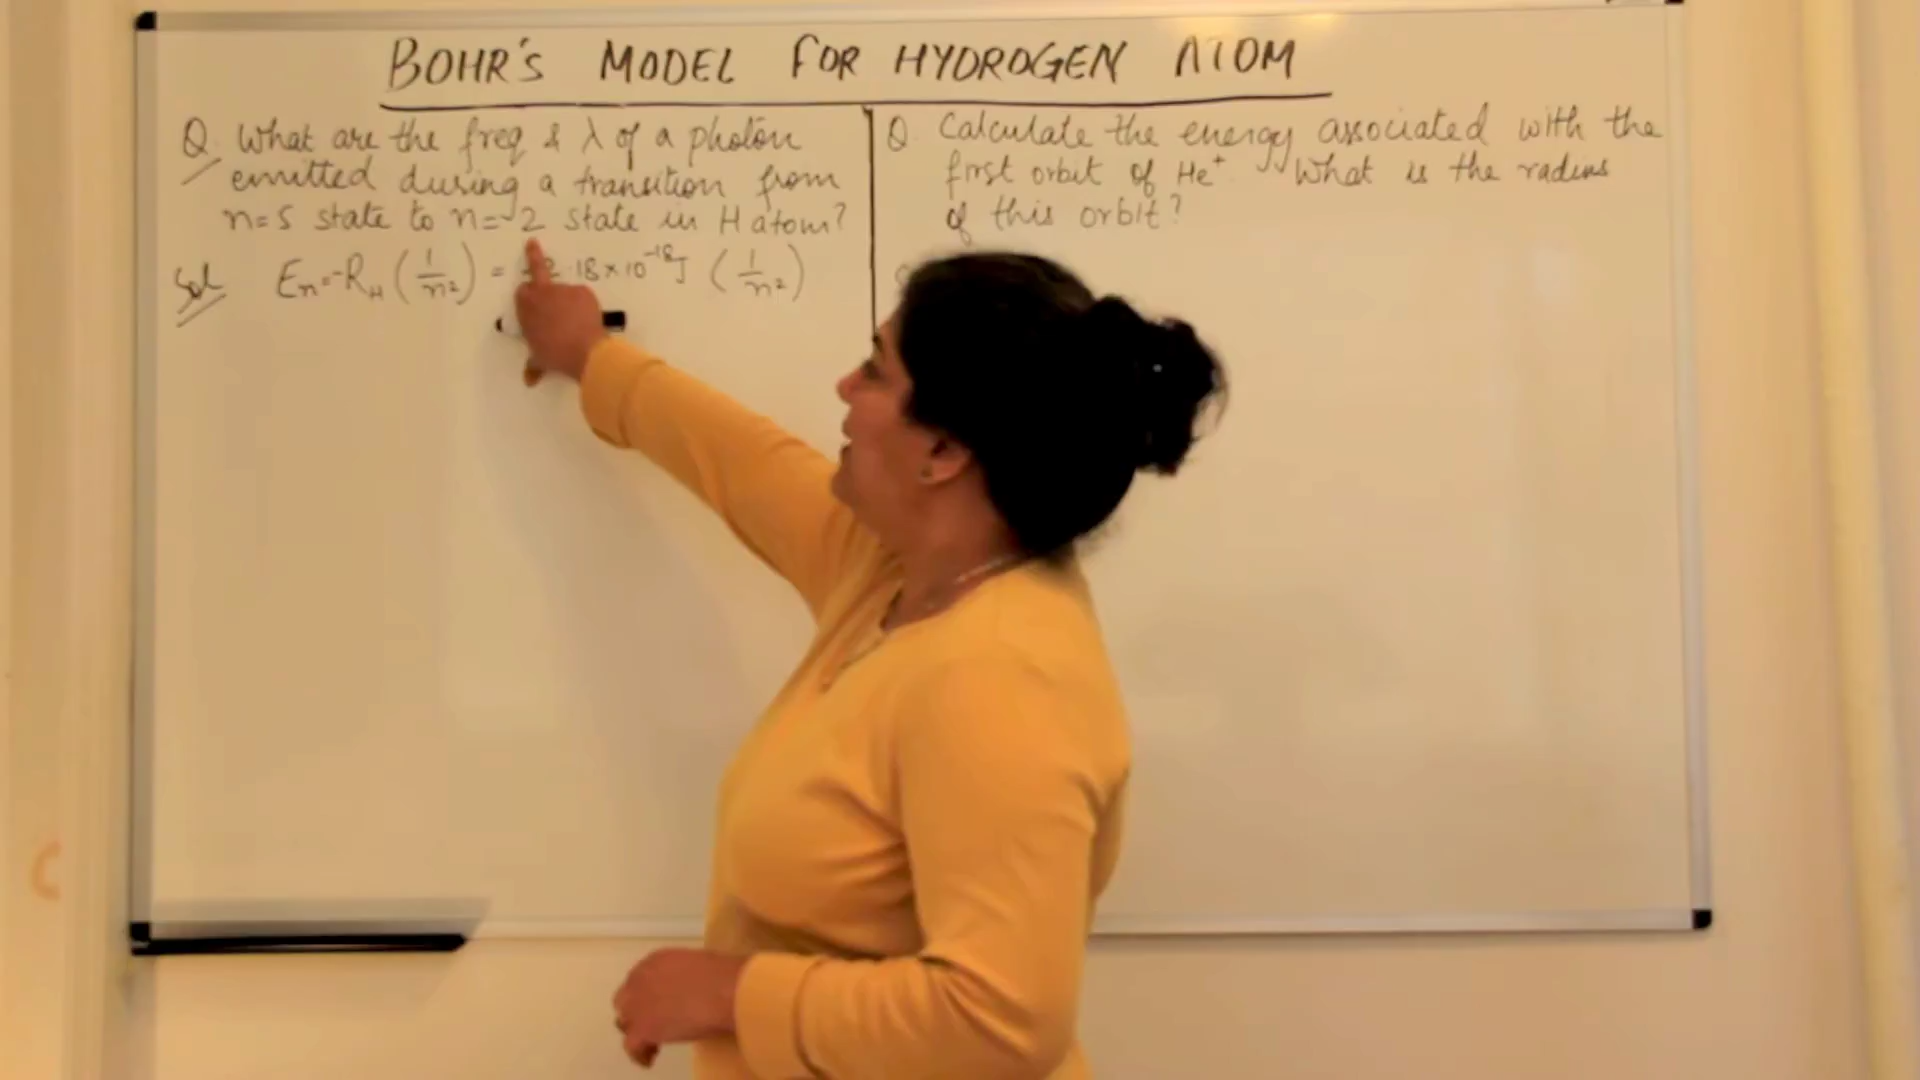 BOHR'S MODEL FOR HYDROGEN ATOM
Q. What are the freq & λ of a photon
emitted during a transition from
n=5 state to n=2 state in H atom?
Sol Eₙ=-R_H (1/n²) = -2.18×10⁻¹⁸J (1/n²)
Q. Calculate the energy associated with the
first orbit of He⁺. What is the radius
of this orbit?